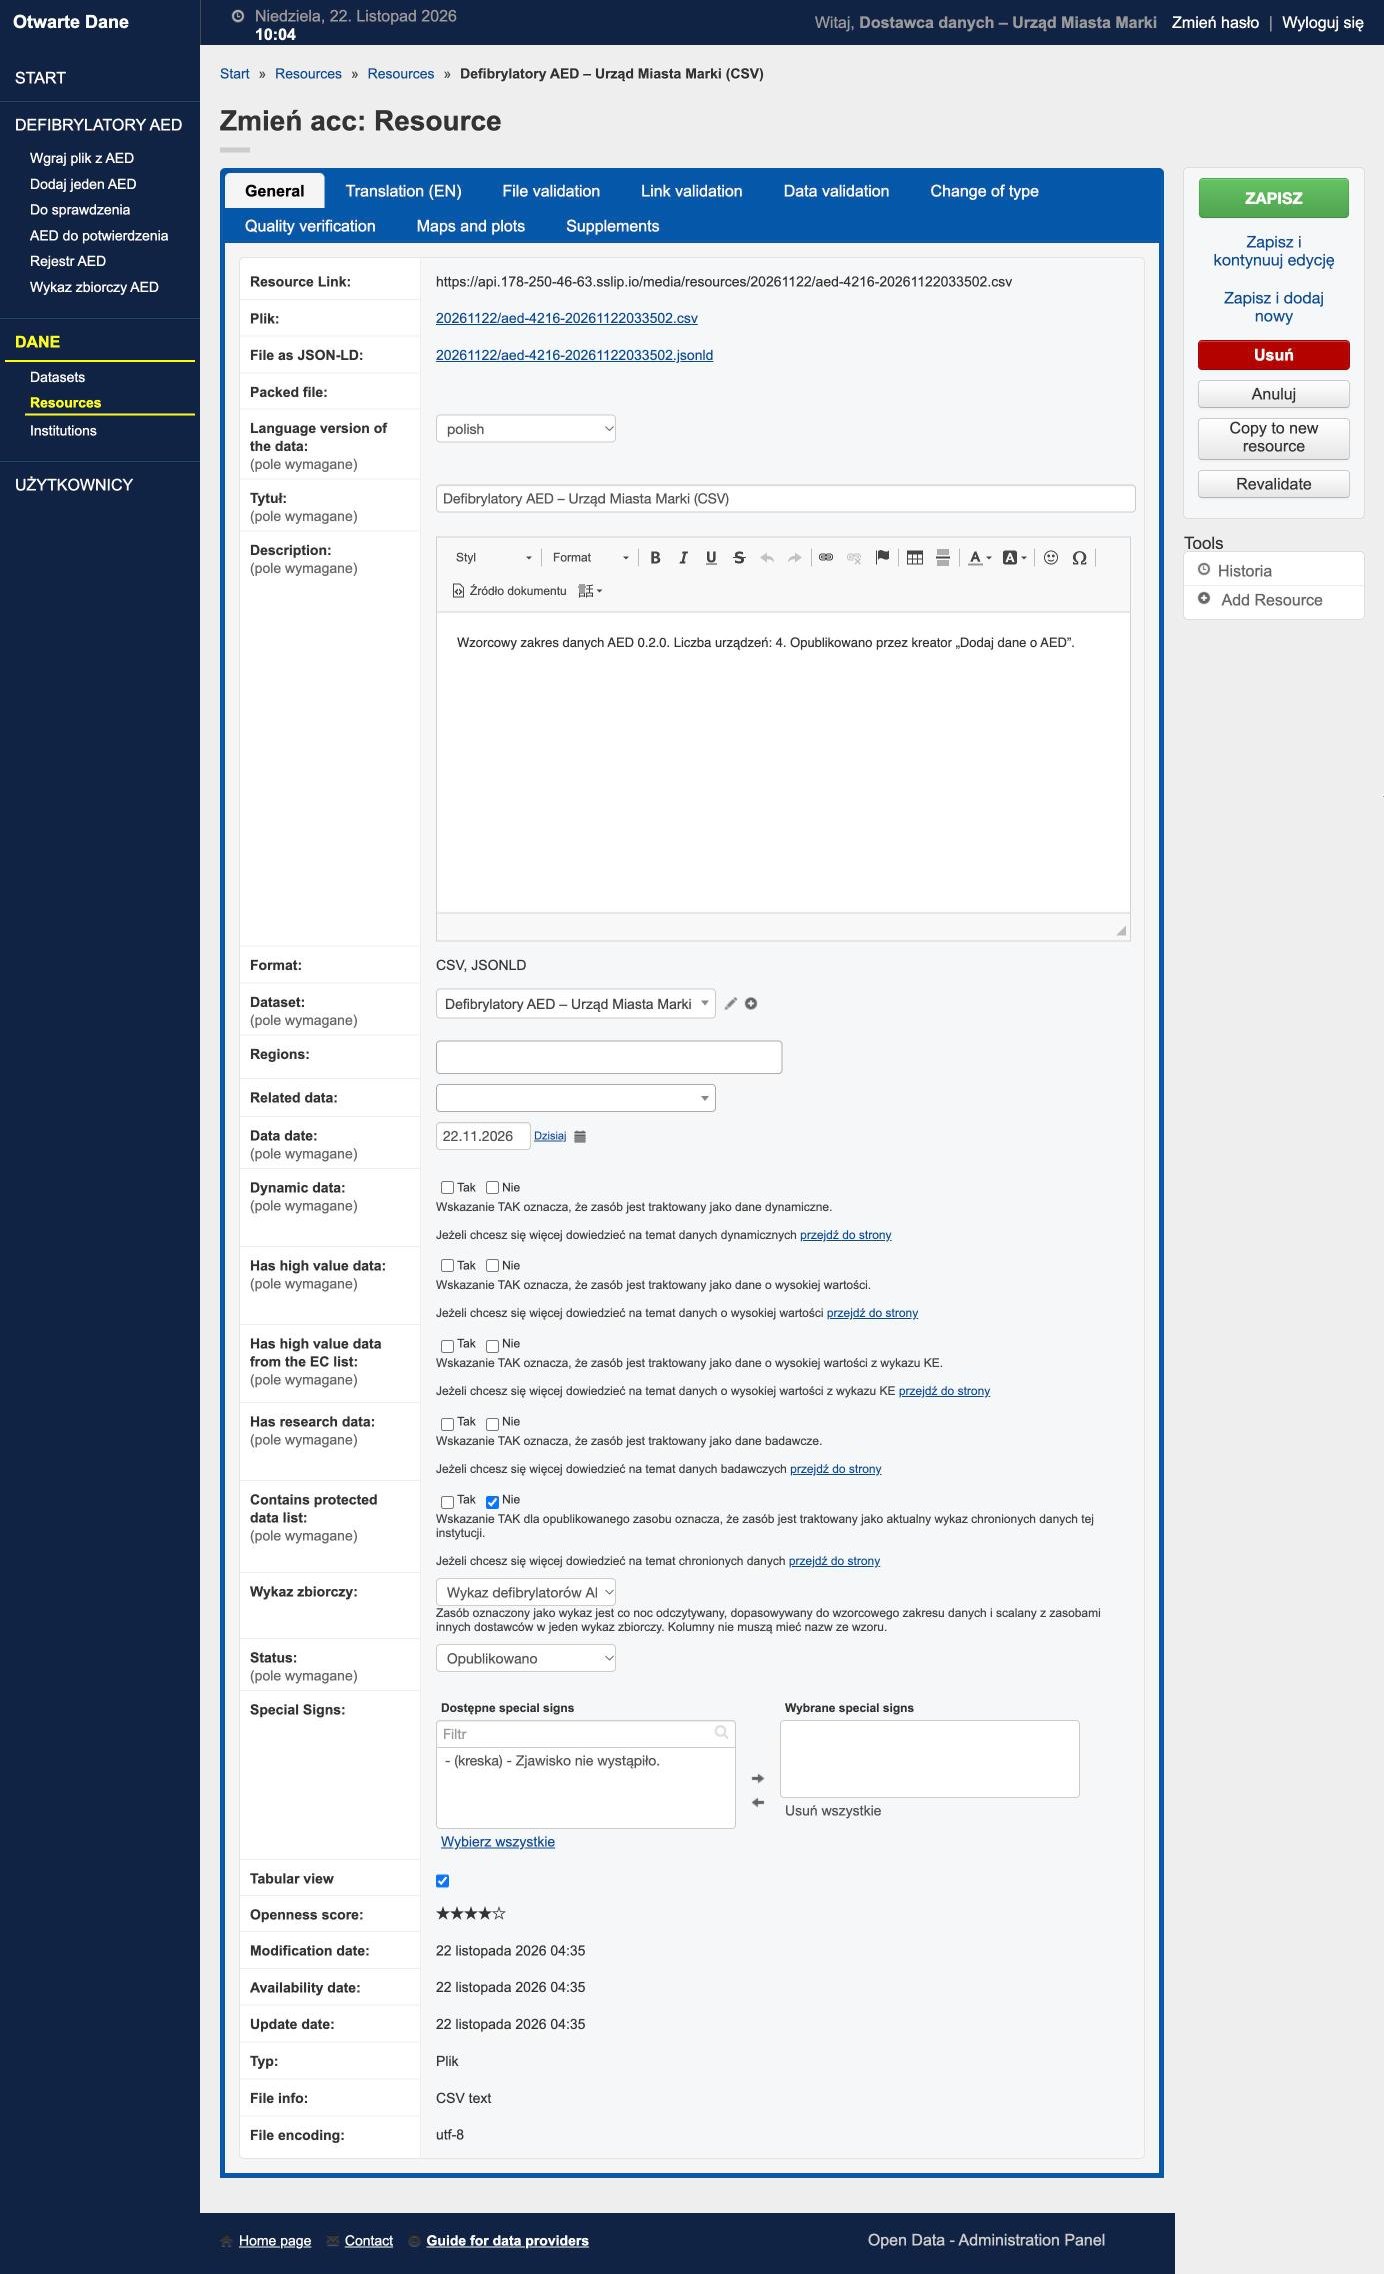 Otwarte Dane
Niedziela, 22. Listopad 2026
10:04
Witaj, Dostawca danych – Urząd Miasta Marki Zmień hasło | Wyloguj się
START
DEFIBRYLATORY AED
Wgraj plik z AED
Dodaj jeden AED
Do sprawdzenia
AED do potwierdzenia
Rejestr AED
Wykaz zbiorczy AED
DANE
Datasets
Resources
Institutions
UŻYTKOWNICY
Start » Resources » Resources » Defibrylatory AED – Urząd Miasta Marki (CSV)
Zmień acc: Resource
General Translation (EN) File validation Link validation Data validation Change of type
Quality verification Maps and plots Supplements
Resource Link: https://api.178-250-46-63.sslip.io/media/resources/20261122/aed-4216-20261122033502.csv
Plik: 20261122/aed-4216-20261122033502.csv
File as JSON-LD: 20261122/aed-4216-20261122033502.jsonld
Packed file:
Language version of
the data:
(pole wymagane)
polish
Tytuł:
(pole wymagane)
Defibrylatory AED – Urząd Miasta Marki (CSV)
Description:
(pole wymagane)
Styl Format B I U S A A Ω
Źródło dokumentu
Wzorcowy zakres danych AED 0.2.0. Liczba urządzeń: 4. Opublikowano przez kreator „Dodaj dane o AED”.
Format: CSV, JSONLD
Dataset:
(pole wymagane)
Defibrylatory AED – Urząd Miasta Marki
Regions:
Related data:
Data date:
(pole wymagane)
22.11.2026 Dzisiaj
Dynamic data:
(pole wymagane)
Tak Nie
Wskazanie TAK oznacza, że zasób jest traktowany jako dane dynamiczne.
Jeżeli chcesz się więcej dowiedzieć na temat danych dynamicznych przejdź do strony
Has high value data:
(pole wymagane)
Tak Nie
Wskazanie TAK oznacza, że zasób jest traktowany jako dane o wysokiej wartości.
Jeżeli chcesz się więcej dowiedzieć na temat danych o wysokiej wartości przejdź do strony
Has high value data
from the EC list:
(pole wymagane)
Tak Nie
Wskazanie TAK oznacza, że zasób jest traktowany jako dane o wysokiej wartości z wykazu KE.
Jeżeli chcesz się więcej dowiedzieć na temat danych o wysokiej wartości z wykazu KE przejdź do strony
Has research data:
(pole wymagane)
Tak Nie
Wskazanie TAK oznacza, że zasób jest traktowany jako dane badawcze.
Jeżeli chcesz się więcej dowiedzieć na temat danych badawczych przejdź do strony
Contains protected
data list:
(pole wymagane)
Tak Nie
Wskazanie TAK dla opublikowanego zasobu oznacza, że zasób jest traktowany jako aktualny wykaz chronionych danych tej
instytucji.
Jeżeli chcesz się więcej dowiedzieć na temat chronionych danych przejdź do strony
Wykaz zbiorczy:
Wykaz defibrylatorów AI
Zasób oznaczony jako wykaz jest co noc odczytywany, dopasowywany do wzorcowego zakresu danych i scalany z zasobami
innych dostawców w jeden wykaz zbiorczy. Kolumny nie muszą mieć nazw ze wzoru.
Status:
(pole wymagane)
Opublikowano
Special Signs:
Dostępne special signs
Filtr
- (kreska) - Zjawisko nie wystąpiło.
Wybierz wszystkie
Wybrane special signs
Usuń wszystkie
Tabular view
Openness score: ★★★★☆
Modification date: 22 listopada 2026 04:35
Availability date: 22 listopada 2026 04:35
Update date: 22 listopada 2026 04:35
Typ: Plik
File info: CSV text
File encoding: utf-8
ZAPISZ
Zapisz i
kontynuuj edycję
Zapisz i dodaj
nowy
Usuń
Anuluj
Copy to new
resource
Revalidate
Tools
Historia
Add Resource
Home page Contact Guide for data providers
Open Data - Administration Panel